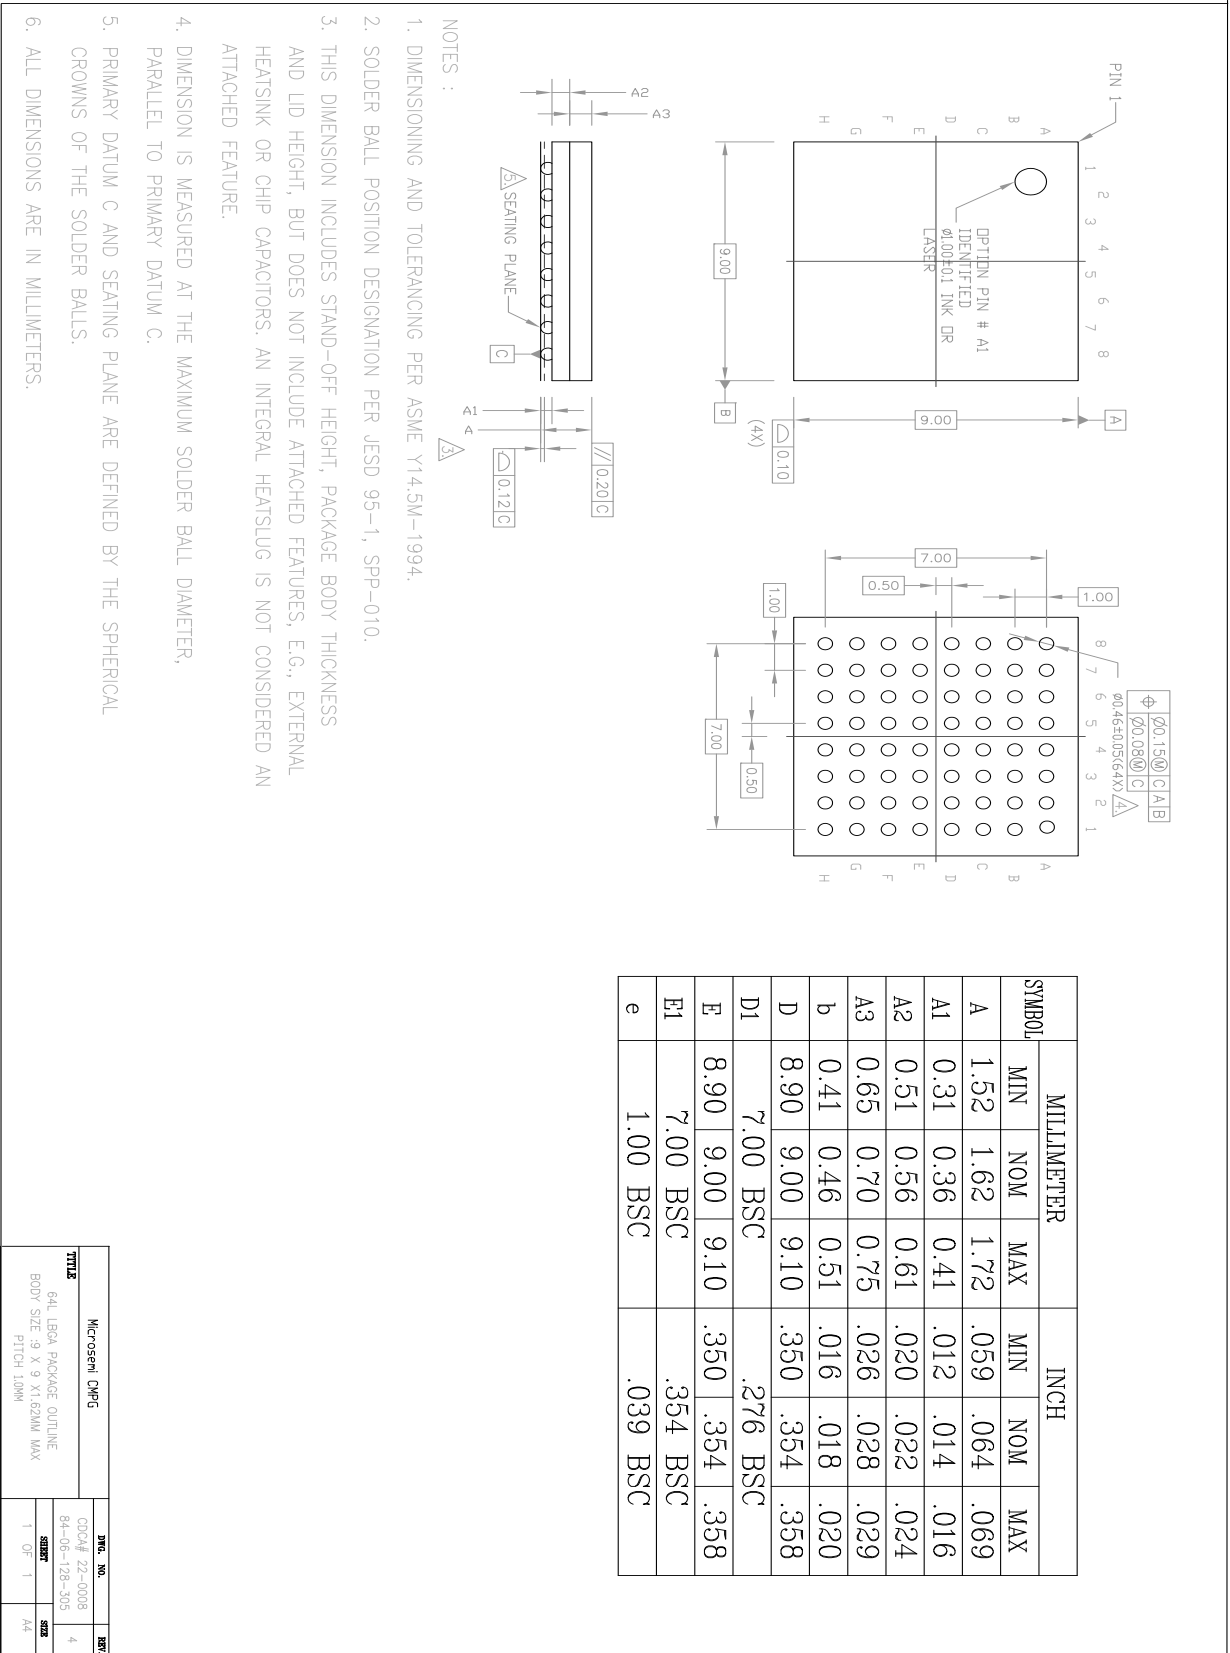 PIN 1
A
B
C
D
E
F
G
H
1 2 3 4 5 6 7 8
OPTION PIN # A1
IDENTIFIED
Ø1.00±0.1 INK OR
LASER
9.00
B
9.00
A
⌓ 0.10
(4X)
7.00
0.50
1.00
1.00
7.00
0.50
8 7 6 5 4 3 2 1
⌖ Ø0.15Ⓜ C A B
Ø0.08Ⓜ C
Ø0.46±0.05(64X) 4.
A
B
C
D
E
F
G
H
A2
A3
5. SEATING PLANE
C
A1
A
3.
// 0.20 C
⌓ 0.12 C
NOTES :
1. DIMENSIONING AND TOLERANCING PER ASME Y14.5M-1994.
2. SOLDER BALL POSITION DESIGNATION PER JESD 95-1, SPP-010.
3. THIS DIMENSION INCLUDES STAND-OFF HEIGHT, PACKAGE BODY THICKNESS
AND LID HEIGHT, BUT DOES NOT INCLUDE ATTACHED FEATURES, E.G., EXTERNAL
HEATSINK OR CHIP CAPACITORS. AN INTEGRAL HEATSLUG IS NOT CONSIDERED AN
ATTACHED FEATURE.
4. DIMENSION IS MEASURED AT THE MAXIMUM SOLDER BALL DIAMETER,
PARALLEL TO PRIMARY DATUM C.
5. PRIMARY DATUM C AND SEATING PLANE ARE DEFINED BY THE SPHERICAL
CROWNS OF THE SOLDER BALLS.
6. ALL DIMENSIONS ARE IN MILLIMETERS.
SYMBOL MILLIMETER INCH
MIN NOM MAX MIN NOM MAX
A 1.52 1.62 1.72 .059 .064 .069
A1 0.31 0.36 0.41 .012 .014 .016
A2 0.51 0.56 0.61 .020 .022 .024
A3 0.65 0.70 0.75 .026 .028 .029
b 0.41 0.46 0.51 .016 .018 .020
D 8.90 9.00 9.10 .350 .354 .358
D1 7.00 BSC .276 BSC
E 8.90 9.00 9.10 .350 .354 .358
E1 7.00 BSC .354 BSC
e 1.00 BSC .039 BSC
Microsemi CMPG
TITLE
64L LBGA PACKAGE OUTLINE
BODY SIZE :9 X 9 X1.62MM MAX
PITCH 1.0MM
DWG. NO.
CDCA# 22-0008
84-06-128-305
REV.
4
SHEET
1 OF 1
SIZE
A4